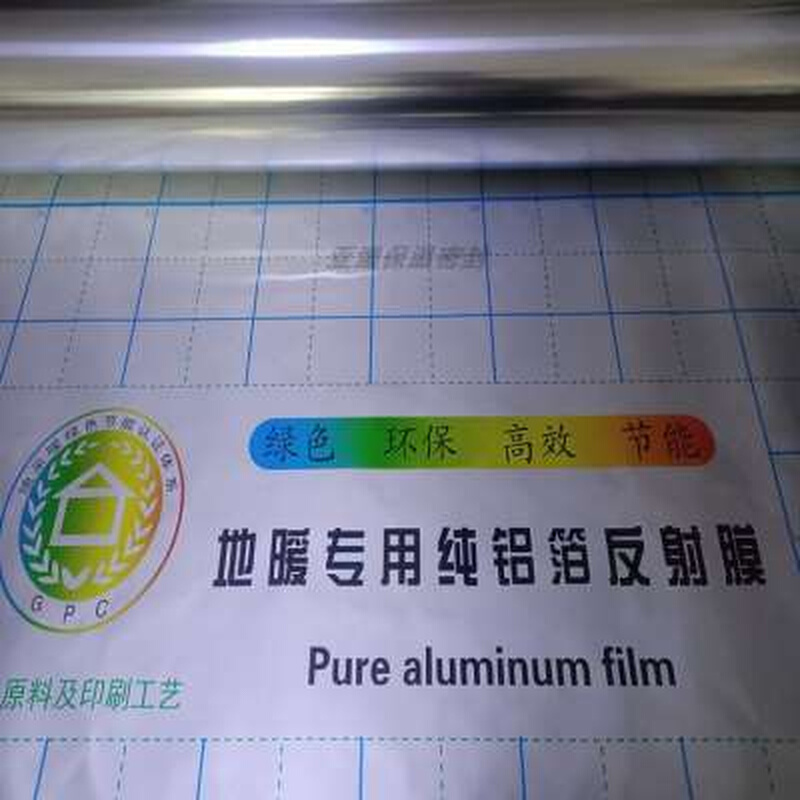 绿色 环保 高效 节能
地暖专用纯铝箔反射膜
GPC
Pure aluminum film
原料及印刷工艺